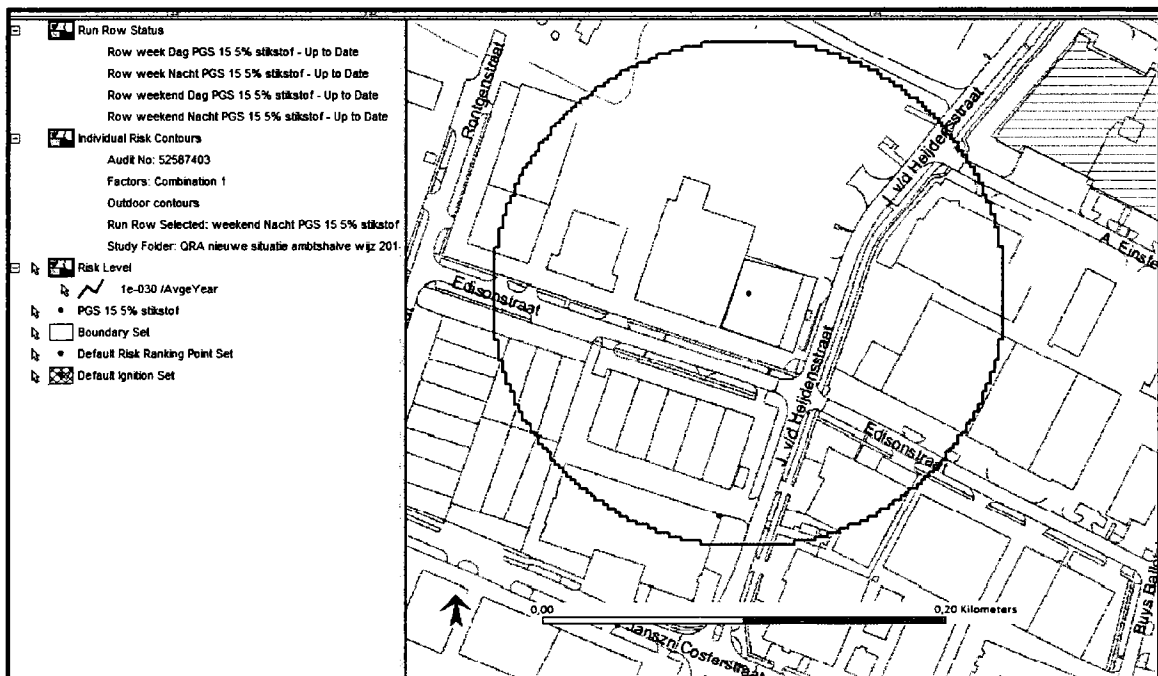 Run Row Status
Row week Dag PGS 15 5% stikstof - Up to Date
Row week Nacht PGS 15 5% stikstof - Up to Date
Row weekend Dag PGS 15 5% stikstof - Up to Date
Row weekend Nacht PGS 15 5% stikstof - Up to Date
Individual Risk Contours
Audit No: 52587403
Factors: Combination 1
Outdoor contours
Run Row Selected: weekend Nacht PGS 15 5% stikstof
Study Folder: QRA nieuwe situatie ambtshalve wijz 201
Risk Level
1e-030 /AvgeYear
PGS 15 5% stikstof
Boundary Set
Default Risk Ranking Point Set
Default Ignition Set
Rontgenstraat
J. v/d Heijdensstraat
A. Einste
Edisonstraat
J. v/d Heijdensstraat
Edisonstraat
Buys Ballo
0,00
0,20 Kilometers
Janszn Costerstraat